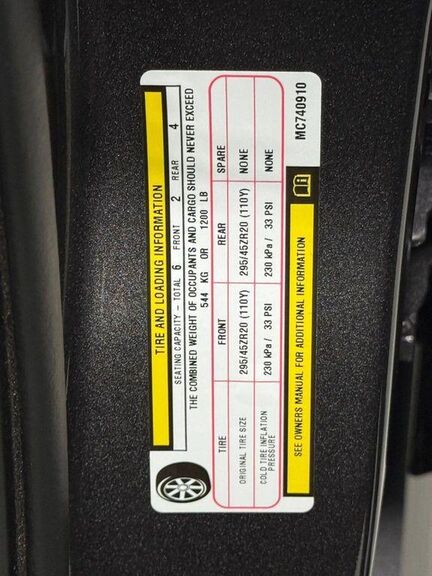 TIRE AND LOADING INFORMATION
SEATING CAPACITY - TOTAL 6 FRONT 2 REAR 4
THE COMBINED WEIGHT OF OCCUPANTS AND CARGO SHOULD NEVER EXCEED
544 KG OR 1200 LB
TIRE FRONT REAR SPARE
ORIGINAL TIRE SIZE 295/45ZR20 (110Y) 295/45ZR20 (110Y) NONE
COLD TIRE INFLATION 230 kPa / 33 PSI 230 kPa / 33 PSI NONE
PRESSURE
SEE OWNERS MANUAL FOR ADDITIONAL INFORMATION
MC740910